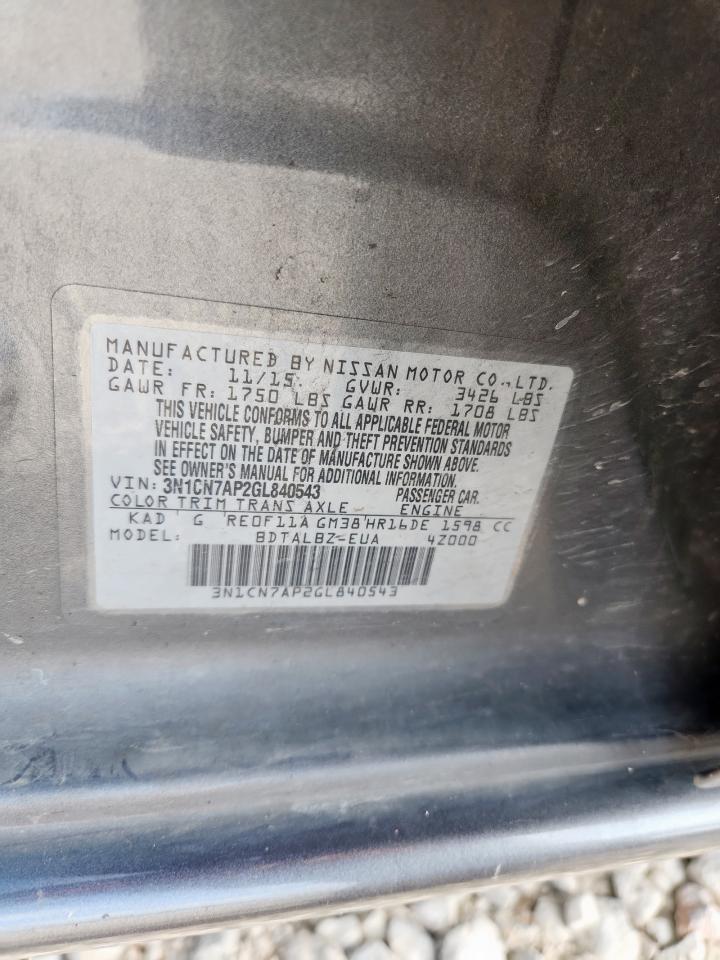 MANUFACTURED BY NISSAN MOTOR CO., LTD.
DATE: 11/15. GVWR: 3426 LBS
GAWR FR: 1750 LBS GAWR RR: 1708 LBS
THIS VEHICLE CONFORMS TO ALL APPLICABLE FEDERAL MOTOR
VEHICLE SAFETY, BUMPER AND THEFT PREVENTION STANDARDS
IN EFFECT ON THE DATE OF MANUFACTURE SHOWN ABOVE.
SEE OWNER'S MANUAL FOR ADDITIONAL INFORMATION.
VIN: 3N1CN7AP2GL840543 PASSENGER CAR.
COLOR TRIM TRANS AXLE ENGINE
KAD G RE0F11A GM38 HR16DE 1598 CC
MODEL: BDTALBZ-EUA 4Z000
3N1CN7AP2GL840543